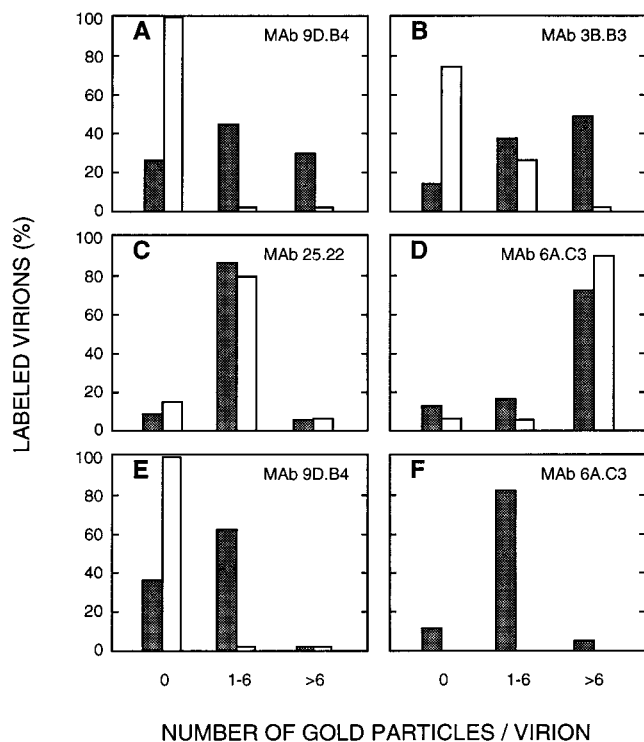 A MAb 9D.B4
B MAb 3B.B3
100
80
60
40
20
0
C MAb 25.22
D MAb 6A.C3
100
80
60
40
20
0
E MAb 9D.B4
F MAb 6A.C3
100
80
60
40
20
0
0 1-6 >6
0 1-6 >6
LABELED VIRIONS (%)
NUMBER OF GOLD PARTICLES / VIRION